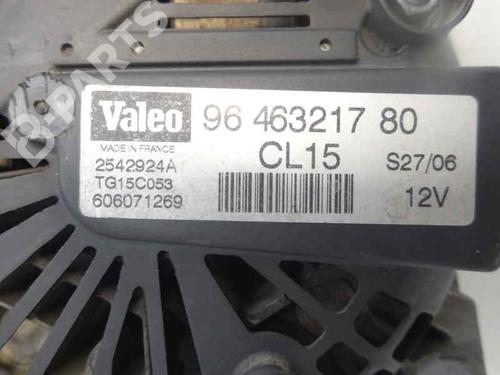 B-PARTS
Valeo 96 463217 80
MADE IN FRANCE
CL15 S27/06
2542924A
TG15C053
606071269
12V